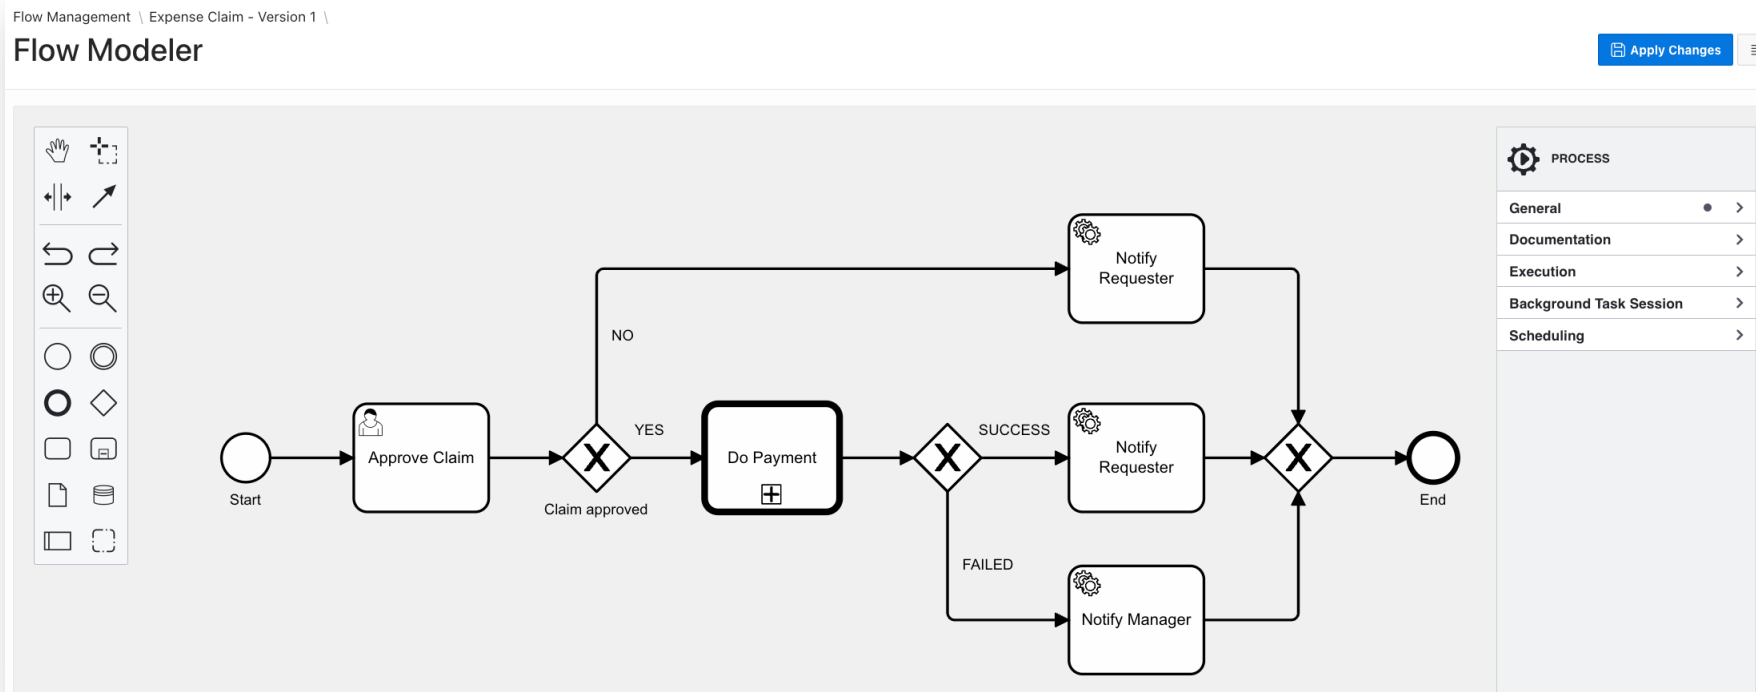 Flow Management \ Expense Claim - Version 1 \
Flow Modeler
Apply Changes
PROCESS
General
Documentation
Execution
Background Task Session
Scheduling
Notify
Requester
NO
Start
Approve Claim
Claim approved
YES
Do Payment
SUCCESS
Notify
Requester
FAILED
Notify Manager
End